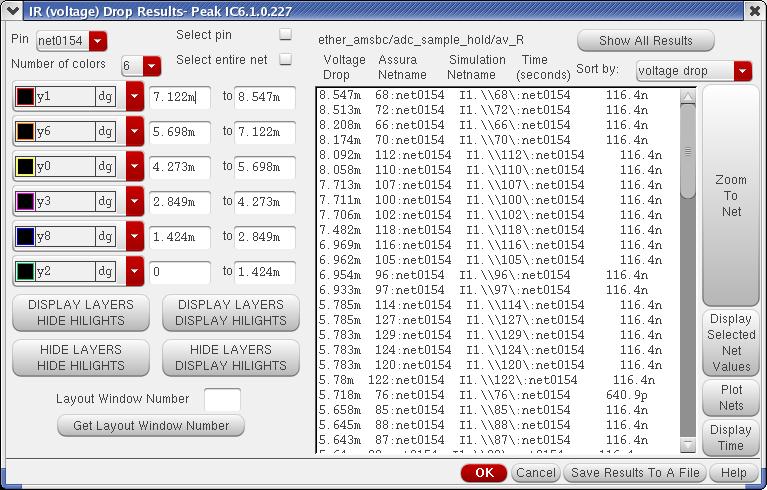 IR (voltage) Drop Results- Peak IC6.1.0.227
Pin net0154
Select pin
Number of colors 6
Select entire net
y1 dg 7.122m to 8.547m
y6 dg 5.698m to 7.122m
y0 dg 4.273m to 5.698m
y3 dg 2.849m to 4.273m
y8 dg 1.424m to 2.849m
y2 dg 0 to 1.424m
DISPLAY LAYERS
HIDE HILIGHTS
DISPLAY LAYERS
DISPLAY HILIGHTS
HIDE LAYERS
HIDE HILIGHTS
HIDE LAYERS
DISPLAY HILIGHTS
Layout Window Number
Get Layout Window Number
ether_amsbc/adc_sample_hold/av_R
Show All Results
Voltage Assura Simulation Time
Drop Netname Netname (seconds)
Sort by: voltage drop
8.547m 68:net0154 I1.\\68\:net0154 116.4n
8.513m 72:net0154 I1.\\72\:net0154 116.4n
8.208m 66:net0154 I1.\\66\:net0154 116.4n
8.174m 70:net0154 I1.\\70\:net0154 116.4n
8.092m 112:net0154 I1.\\112\:net0154 116.4n
8.058m 110:net0154 I1.\\110\:net0154 116.4n
7.713m 107:net0154 I1.\\107\:net0154 116.4n
7.711m 100:net0154 I1.\\100\:net0154 116.4n
7.706m 102:net0154 I1.\\102\:net0154 116.4n
7.482m 118:net0154 I1.\\118\:net0154 116.4n
6.969m 116:net0154 I1.\\116\:net0154 116.4n
6.962m 105:net0154 I1.\\105\:net0154 116.4n
6.954m 96:net0154 I1.\\96\:net0154 116.4n
6.933m 97:net0154 I1.\\97\:net0154 116.4n
5.785m 114:net0154 I1.\\114\:net0154 116.4n
5.785m 127:net0154 I1.\\127\:net0154 116.4n
5.783m 129:net0154 I1.\\129\:net0154 116.4n
5.783m 124:net0154 I1.\\124\:net0154 116.4n
5.783m 120:net0154 I1.\\120\:net0154 116.4n
5.78m 122:net0154 I1.\\122\:net0154 116.4n
5.718m 76:net0154 I1.\\76\:net0154 640.9p
5.658m 85:net0154 I1.\\85\:net0154 116.4n
5.645m 88:net0154 I1.\\88\:net0154 116.4n
5.643m 87:net0154 I1.\\87\:net0154 116.4n
Zoom
To
Net
Display
Selected
Net
Values
Plot
Nets
Display
Time
OK Cancel Save Results To A File Help